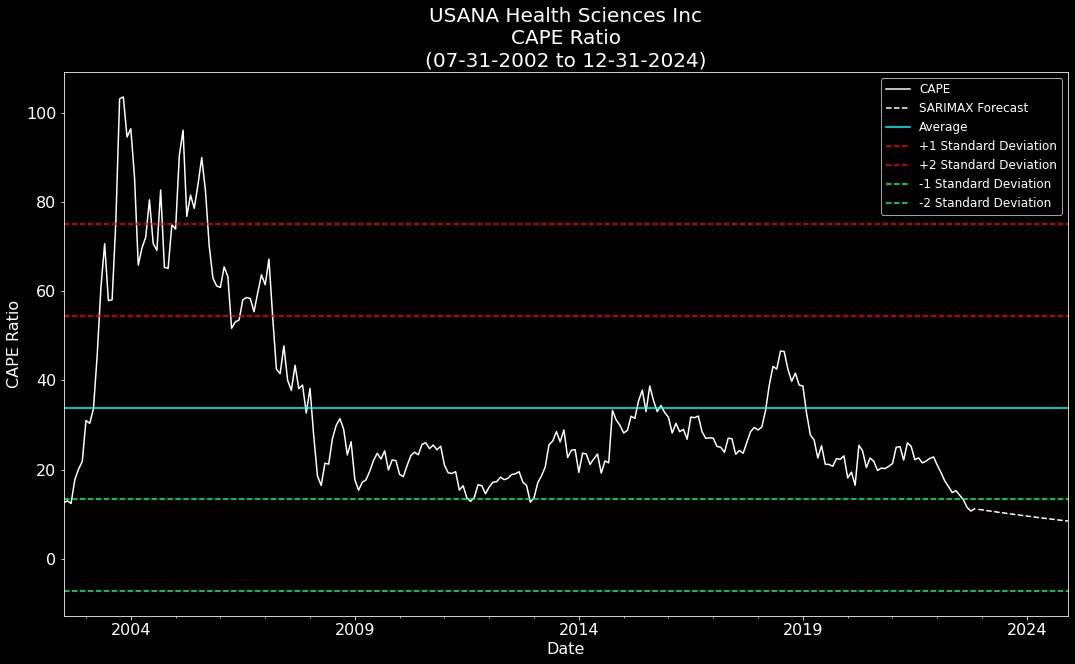 USANA Health Sciences Inc
CAPE Ratio
(07-31-2002 to 12-31-2024)
CAPE
SARIMAX Forecast
Average
+1 Standard Deviation
+2 Standard Deviation
-1 Standard Deviation
-2 Standard Deviation
CAPE Ratio
100
80
60
40
20
0
2004
2009
2014
2019
2024
Date